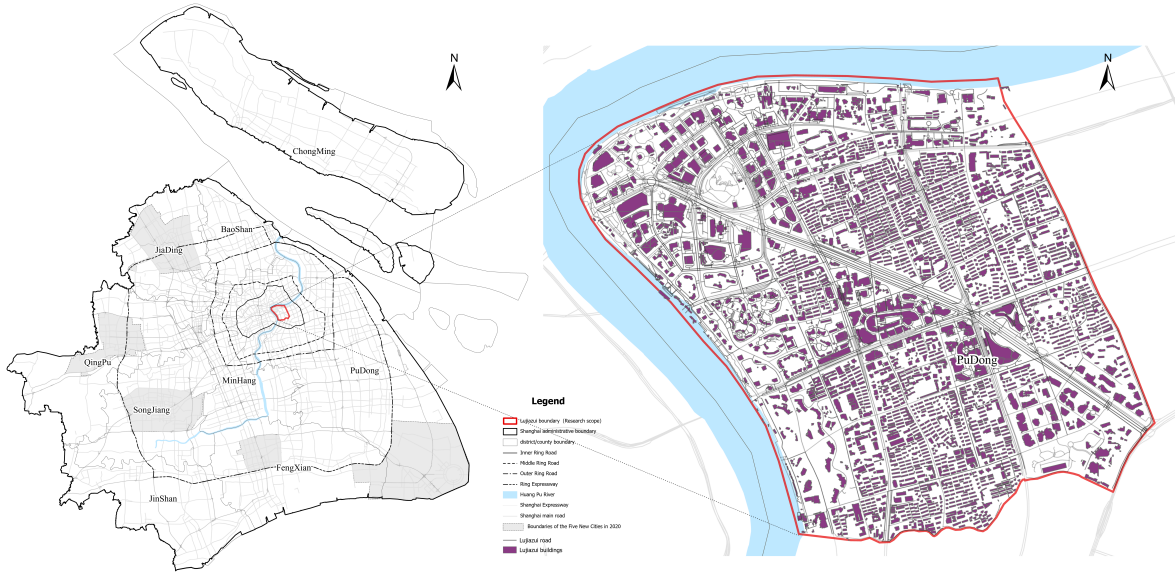 N
ChongMing
BaoShan
JiaDing
QingPu
MinHang
PuDong
SongJiang
FengXian
JinShan
Legend
Lujiazui boundary (Research scope)
Shanghai administrative boundary
district/county boundary
Inner Ring Road
Middle Ring Road
Outer Ring Road
Ring Expressway
Huang Pu River
Shanghai Expressway
Shanghai main road
Boundaries of the Five New Cities in 2020
Lujiazui road
Lujiazui buildings
N
PuDong